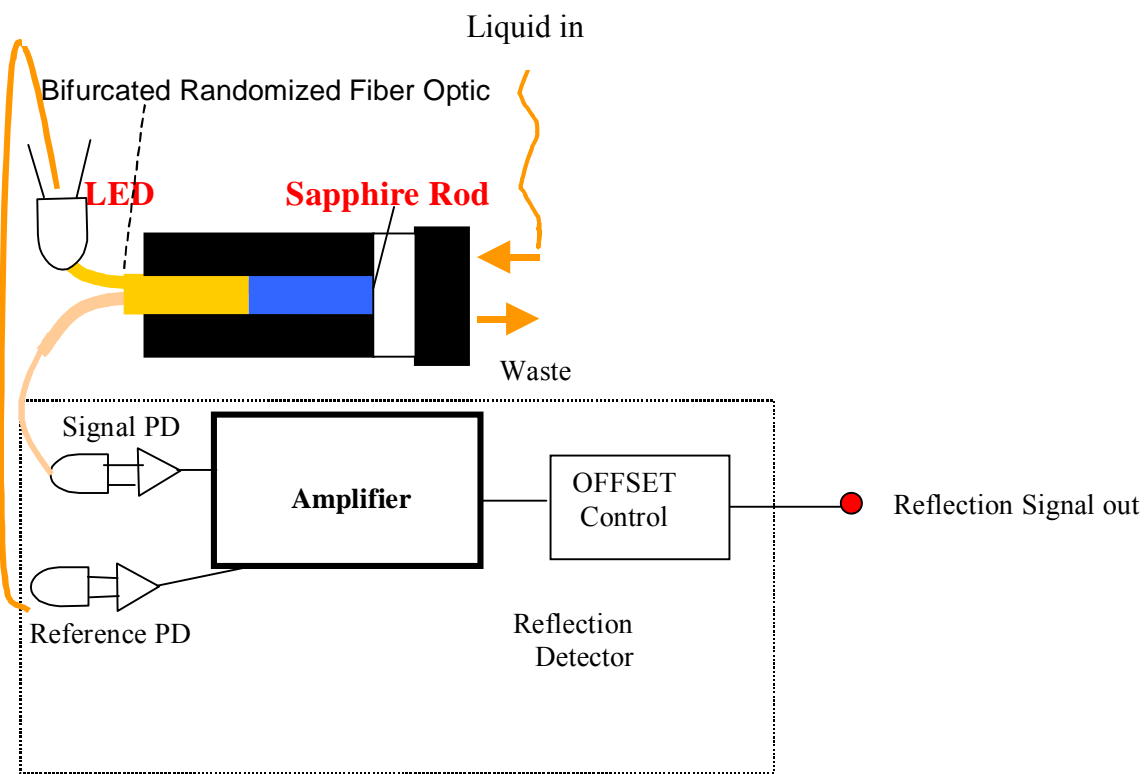 Liquid in
Bifurcated Randomized Fiber Optic
LED
Sapphire Rod
Waste
Signal PD
Amplifier
OFFSET
Control
Reflection Signal out
Reference PD
Reflection
Detector